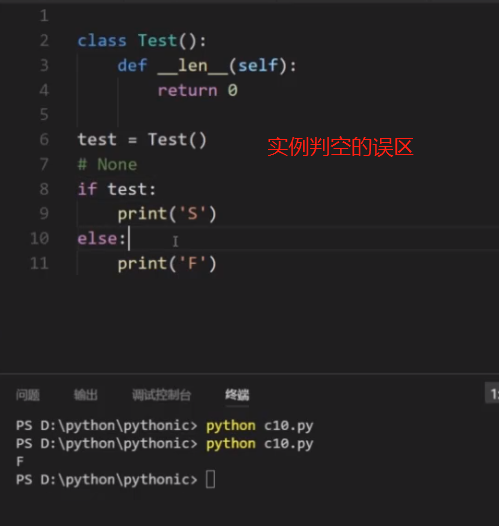 1
2 class Test():
3     def __len__(self):
4         return 0
5
6 test = Test()
实例判空的误区
7 # None
8 if test:
9     print('S')
10 else:
11     print('F')
问题 输出 调试控制台 终端 1:
PS D:\python\pythonic> python c10.py
PS D:\python\pythonic> python c10.py
F
PS D:\python\pythonic>